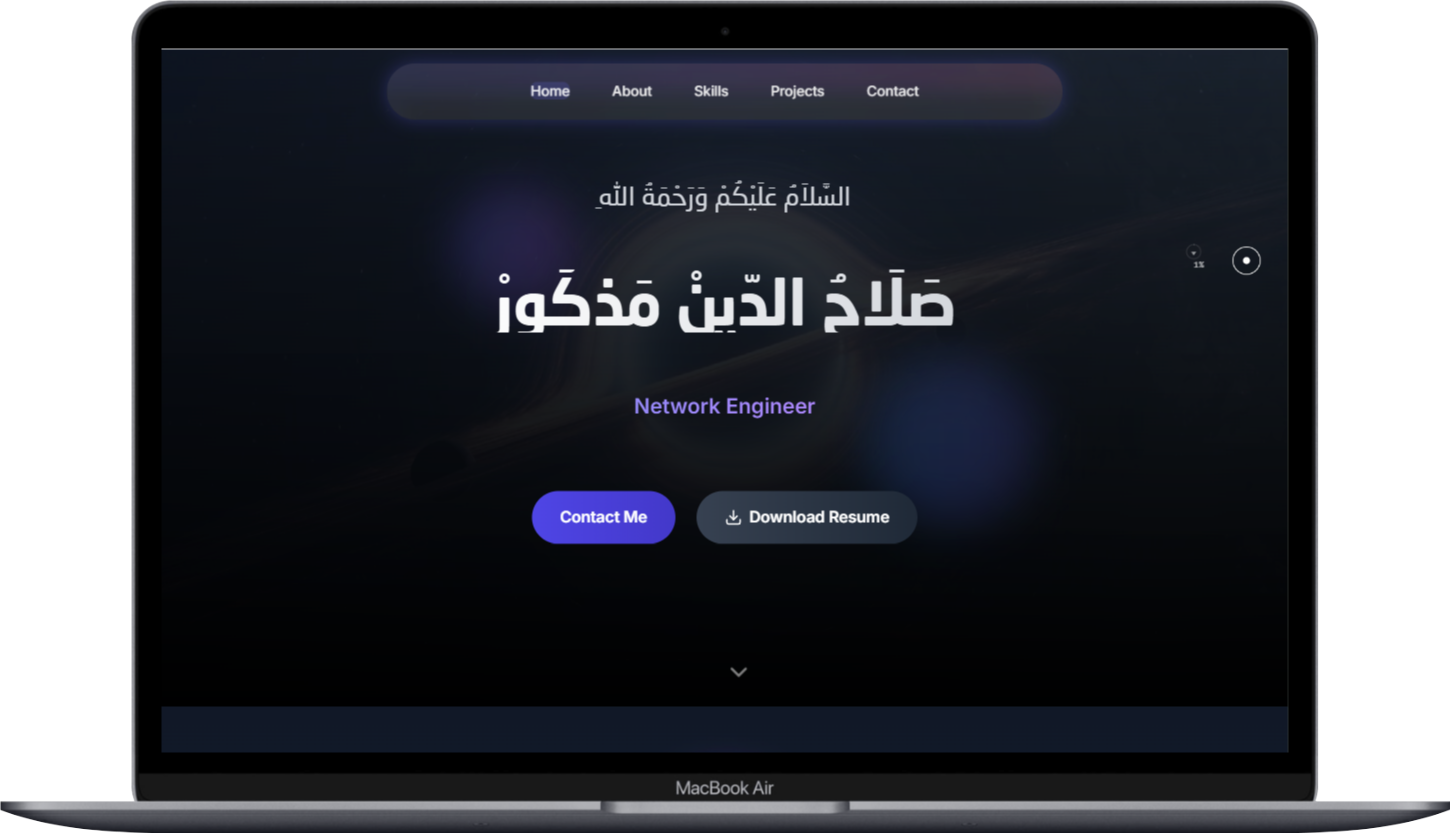 Home About Skills Projects Contact
السَّلَامُ عَلَيْكُمْ وَرَحْمَةُ اللهِ
1%
صَلَاحُ الدّينْ مَذكَورْ
Network Engineer
Contact Me Download Resume
MacBook Air